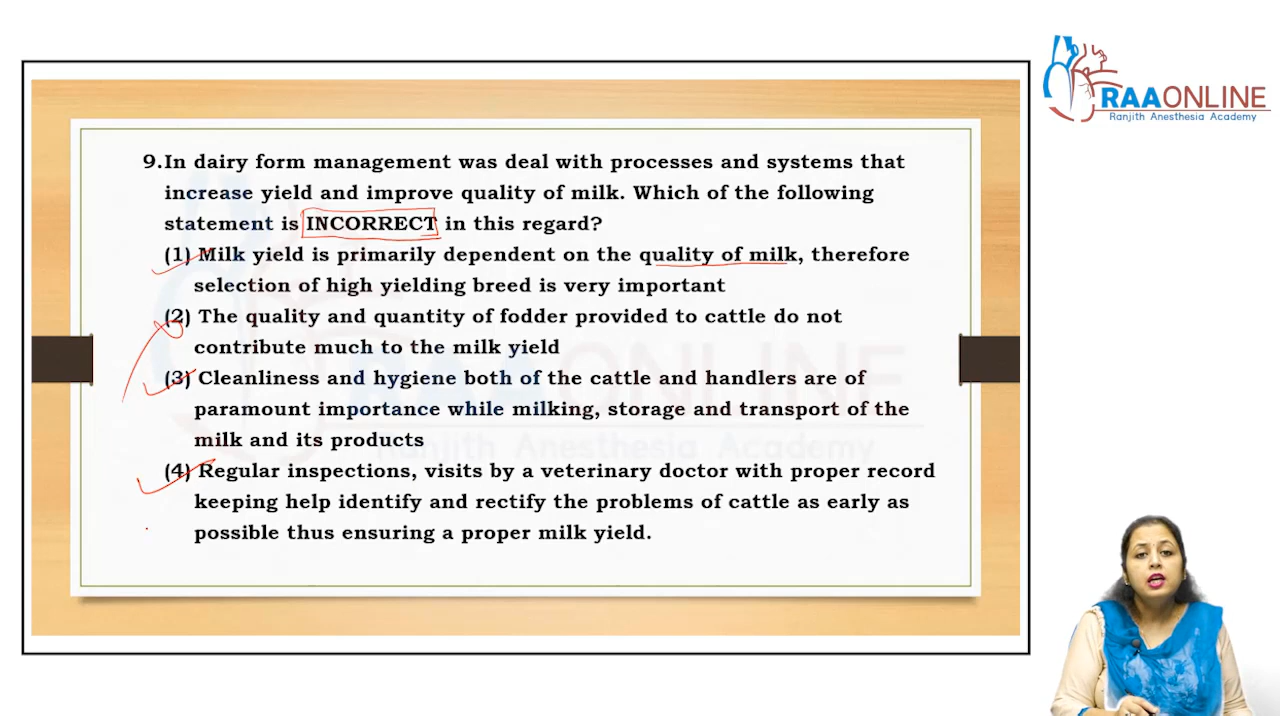 RAAONLINE
Ranjith Anesthesia Academy
9.In dairy form management was deal with processes and systems that
increase yield and improve quality of milk. Which of the following
statement is INCORRECT in this regard?
(1) Milk yield is primarily dependent on the quality of milk, therefore
selection of high yielding breed is very important
(2) The quality and quantity of fodder provided to cattle do not
contribute much to the milk yield
(3) Cleanliness and hygiene both of the cattle and handlers are of
paramount importance while milking, storage and transport of the
milk and its products
(4) Regular inspections, visits by a veterinary doctor with proper record
keeping help identify and rectify the problems of cattle as early as
possible thus ensuring a proper milk yield.
RAAONLINE
Ranjith Anesthesia Academy